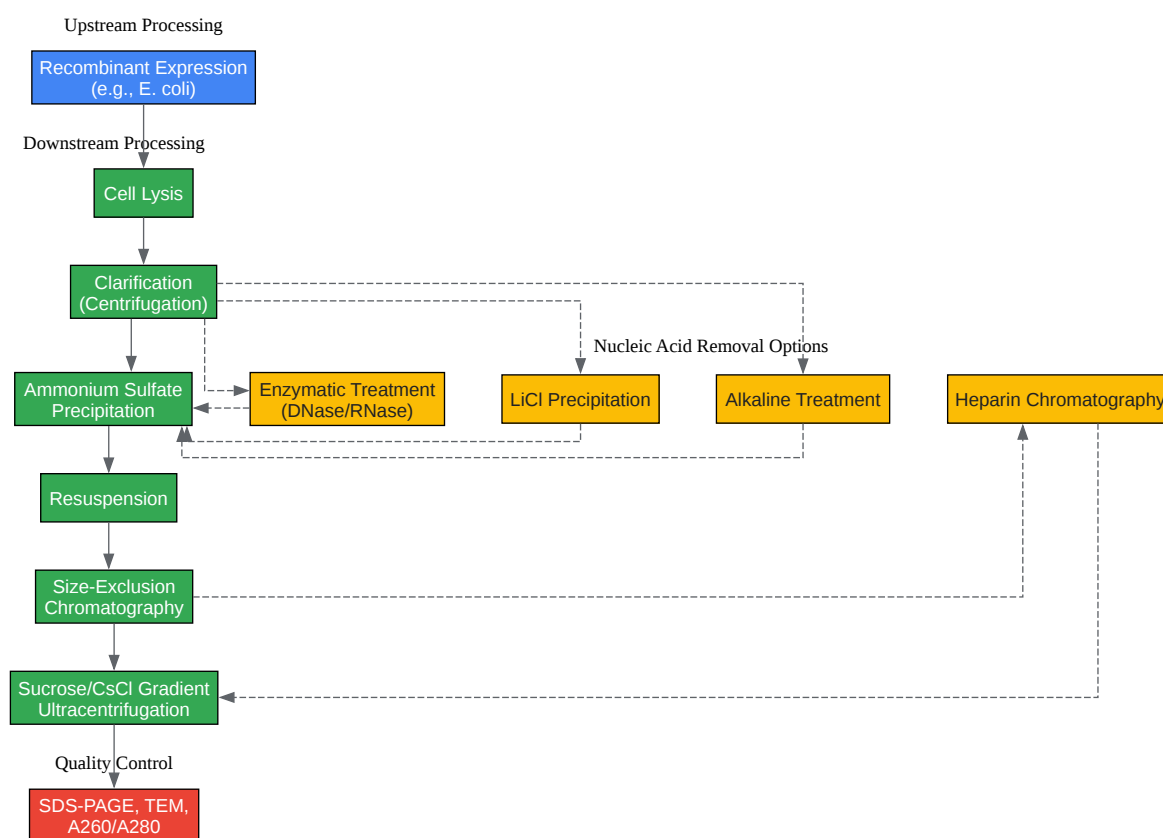 Upstream Processing
Recombinant Expression
(e.g., E. coli)
Downstream Processing
Cell Lysis
Clarification
(Centrifugation)
Nucleic Acid Removal Options
Ammonium Sulfate
Precipitation
Enzymatic Treatment
(DNase/RNase)
LiCl Precipitation
Alkaline Treatment
Heparin Chromatography
Resuspension
Size-Exclusion
Chromatography
Sucrose/CsCl Gradient
Ultracentrifugation
Quality Control
SDS-PAGE, TEM,
A260/A280